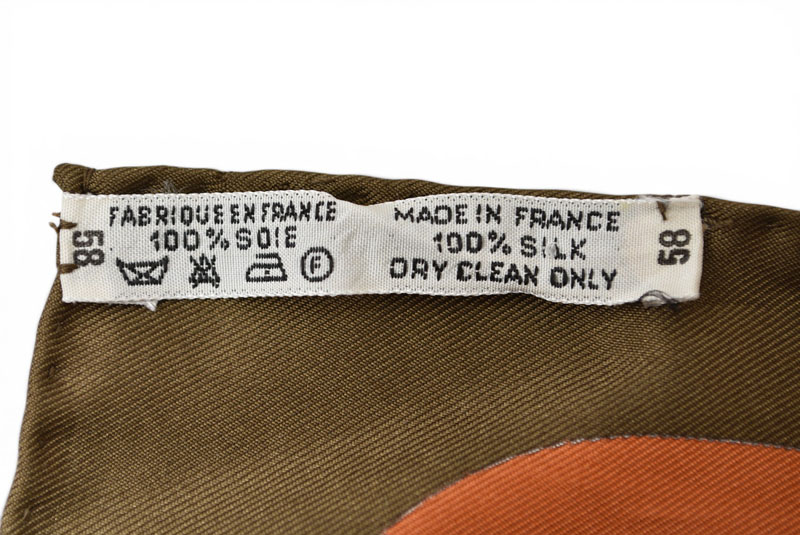 58
FABRIQUE EN FRANCE
100% SOIE
F
MADE IN FRANCE
100% SILK
DRY CLEAN ONLY
58